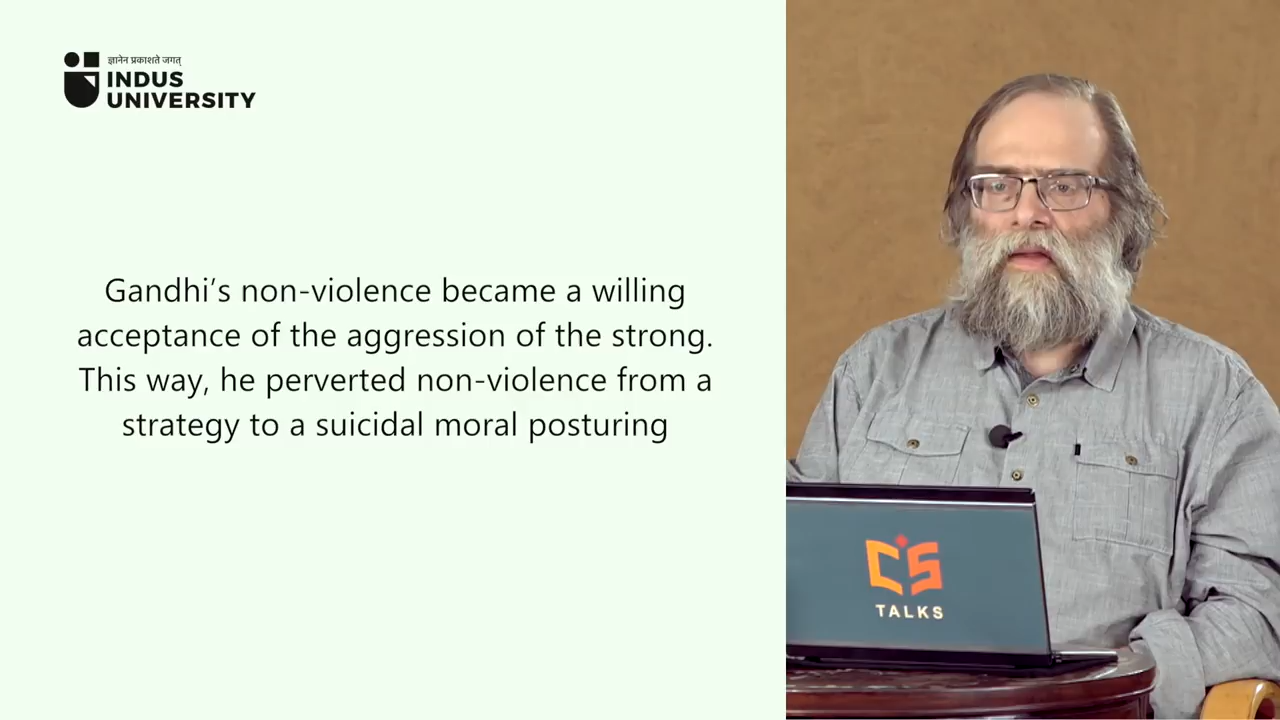 ज्ञानेन प्रकाशते जगत्
INDUS
UNIVERSITY
Gandhi’s non-violence became a willing
acceptance of the aggression of the strong.
This way, he perverted non-violence from a
strategy to a suicidal moral posturing
CIS
TALKS